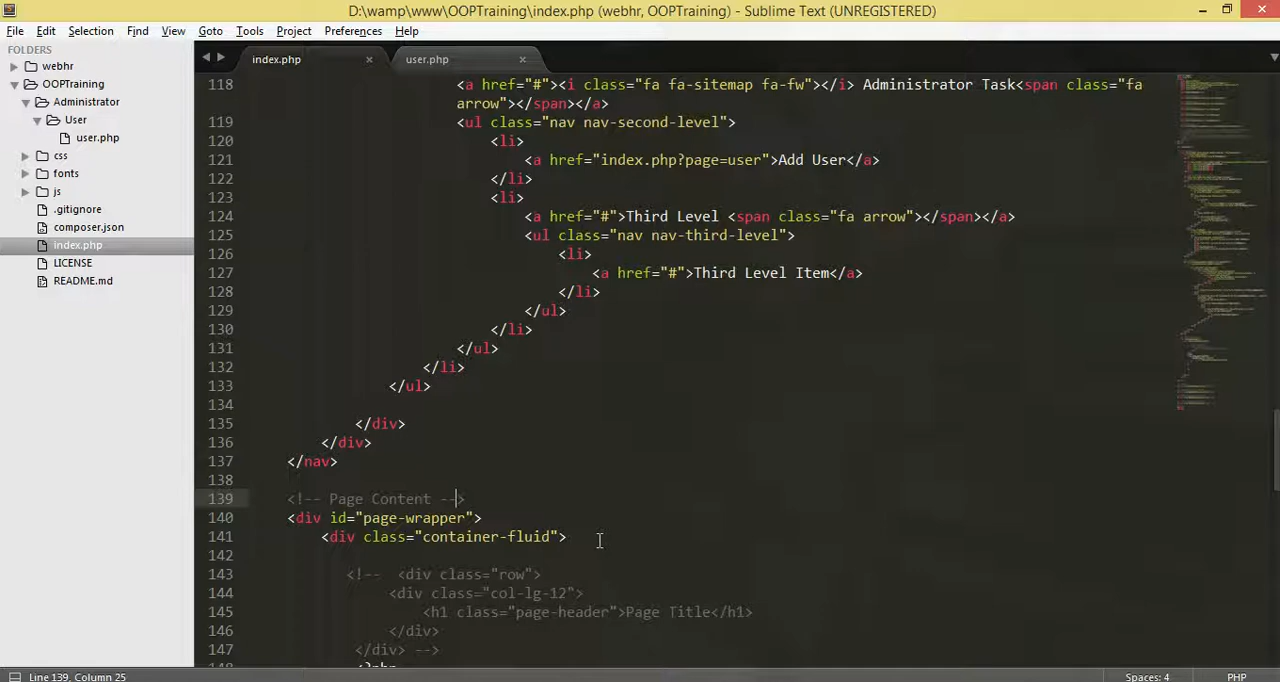 D:\wamp\www\OOPTraining\index.php (webhr, OOPTraining) - Sublime Text (UNREGISTERED)
File Edit Selection Find View Goto Tools Project Preferences Help
FOLDERS
webhr
OOPTraining
Administrator
User
user.php
css
fonts
js
.gitignore
composer.json
index.php
LICENSE
README.md
index.php × user.php ×
118 <a href="#"><i class="fa fa-sitemap fa-fw"></i> Administrator Task<span class="fa
arrow"></span></a>
119 <ul class="nav nav-second-level">
120 <li>
121 <a href="index.php?page=user">Add User</a>
122 </li>
123 <li>
124 <a href="#">Third Level <span class="fa arrow"></span></a>
125 <ul class="nav nav-third-level">
126 <li>
127 <a href="#">Third Level Item</a>
128 </li>
129 </ul>
130 </li>
131 </ul>
132 </li>
133 </ul>
134
135 </div>
136 </div>
137 </nav>
138
139 <!-- Page Content -->
140 <div id="page-wrapper">
141 <div class="container-fluid">
142
143 <!-- <div class="row">
144 <div class="col-lg-12">
145 <h1 class="page-header">Page Title</h1>
146 </div>
147 </div> -->
148 <?php
Line 139, Column 25
Spaces: 4
PHP